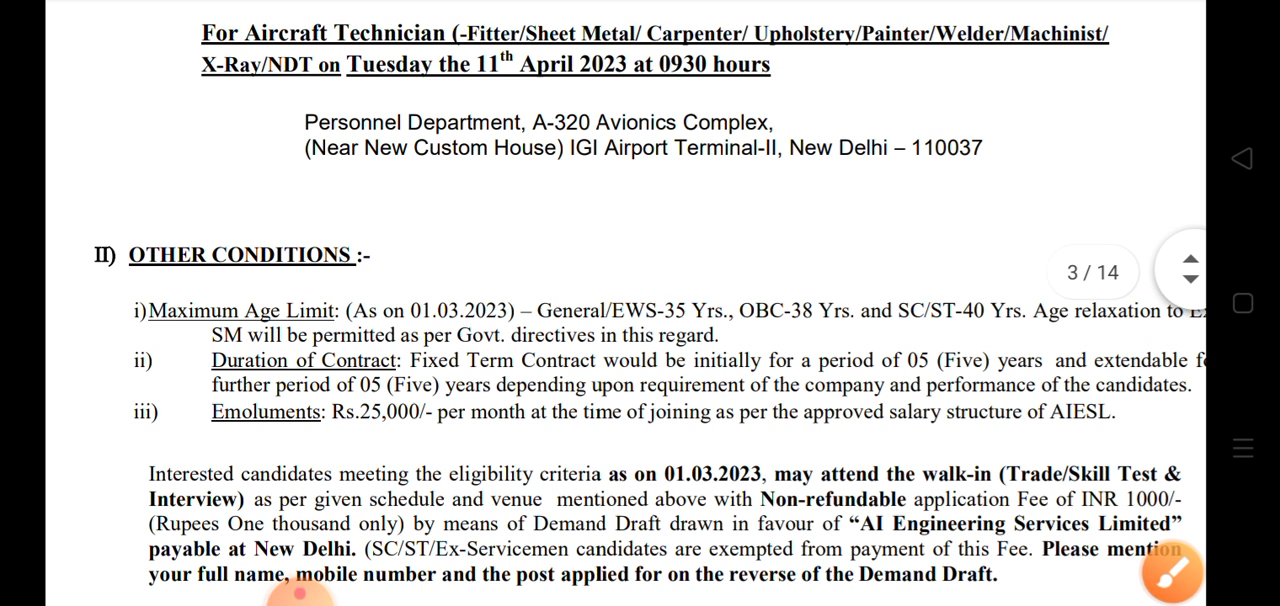 For Aircraft Technician (-Fitter/Sheet Metal/ Carpenter/ Upholstery/Painter/Welder/Machinist/
X-Ray/NDT on Tuesday the 11th April 2023 at 0930 hours
Personnel Department, A-320 Avionics Complex,
(Near New Custom House) IGI Airport Terminal-II, New Delhi – 110037
II) OTHER CONDITIONS :-
3 / 14
i)Maximum Age Limit: (As on 01.03.2023) – General/EWS-35 Yrs., OBC-38 Yrs. and SC/ST-40 Yrs. Age relaxation to
SM will be permitted as per Govt. directives in this regard.
ii) Duration of Contract: Fixed Term Contract would be initially for a period of 05 (Five) years and extendable
further period of 05 (Five) years depending upon requirement of the company and performance of the candidates.
iii) Emoluments: Rs.25,000/- per month at the time of joining as per the approved salary structure of AIESL.
Interested candidates meeting the eligibility criteria as on 01.03.2023, may attend the walk-in (Trade/Skill Test &
Interview) as per given schedule and venue mentioned above with Non-refundable application Fee of INR 1000/-
(Rupees One thousand only) by means of Demand Draft drawn in favour of “AI Engineering Services Limited”
payable at New Delhi. (SC/ST/Ex-Servicemen candidates are exempted from payment of this Fee. Please mention
your full name, mobile number and the post applied for on the reverse of the Demand Draft.